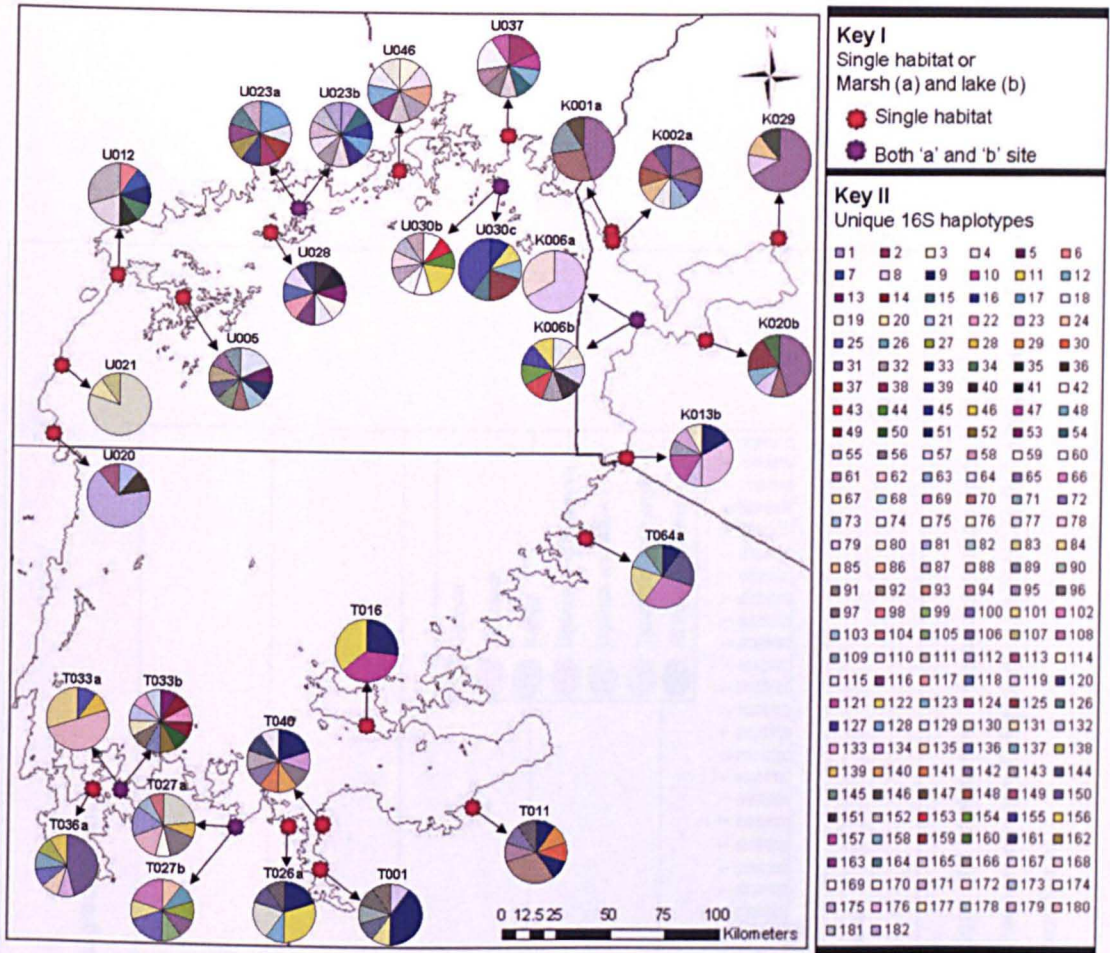 U037
U046
U023a
U023b
K001a
K002a
K029
U012
U030b
U030c
K006a
U028
K006b
U005
K020b
U021
K013b
U020
T064a
T016
T033a
T033b
T040
T027a
T036a
T011
T027b
T026a
T001
N
0 12.5 25 50 75 100
Kilometers
Key I
Single habitat or
Marsh (a) and lake (b)
Single habitat
Both 'a' and 'b' site
Key II
Unique 16S haplotypes
1 2 3 4 5 6
7 8 9 10 11 12
13 14 15 16 17 18
19 20 21 22 23 24
25 26 27 28 29 30
31 32 33 34 35 36
37 38 39 40 41 42
43 44 45 46 47 48
49 50 51 52 53 54
55 56 57 58 59 60
61 62 63 64 65 66
67 68 69 70 71 72
73 74 75 76 77 78
79 80 81 82 83 84
85 86 87 88 89 90
91 92 93 94 95 96
97 98 99 100 101 102
103 104 105 106 107 108
109 110 111 112 113 114
115 116 117 118 119 120
121 122 123 124 125 126
127 128 129 130 131 132
133 134 135 136 137 138
139 140 141 142 143 144
145 146 147 148 149 150
151 152 153 154 155 156
157 158 159 160 161 162
163 164 165 166 167 168
169 170 171 172 173 174
175 176 177 178 179 180
181 182